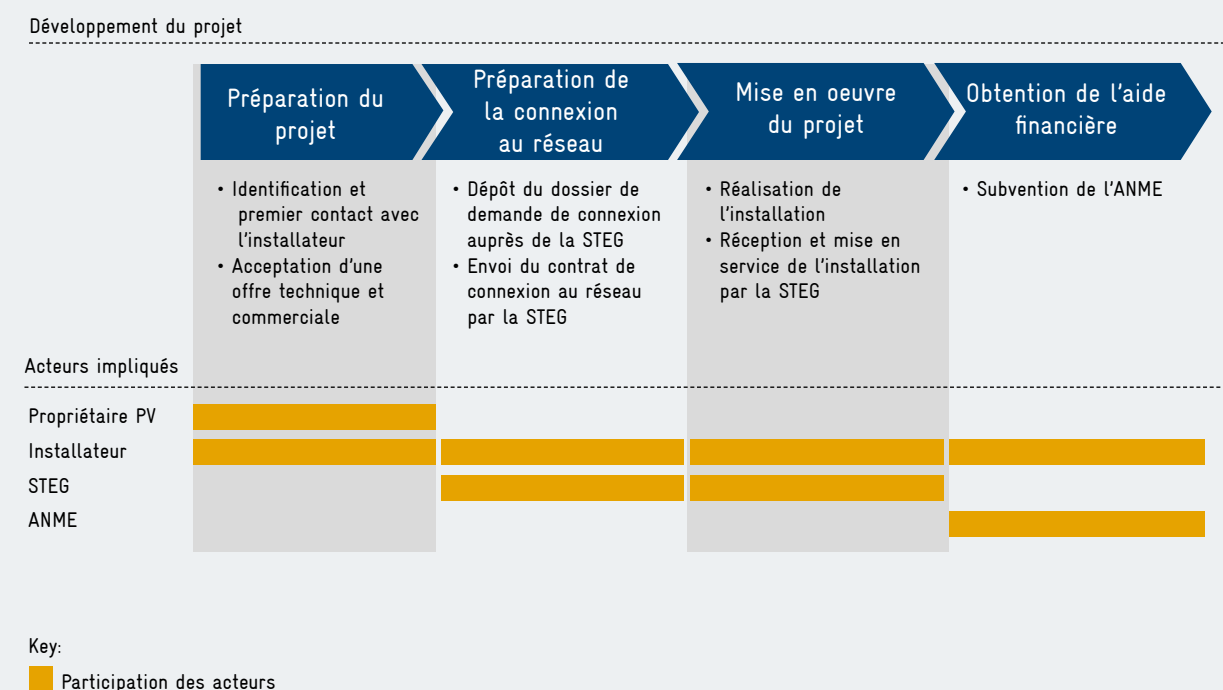 Développement du projet
Préparation du
projet
Préparation de
la connexion
au réseau
Mise en oeuvre
du projet
Obtention de l'aide
financière
• Identification et
premier contact avec
l'installateur
• Acceptation d'une
offre technique et
commerciale
• Dépôt du dossier de
demande de connexion
auprès de la STEG
• Envoi du contrat de
connexion au réseau
par la STEG
• Réalisation de
l'installation
• Réception et mise en
service de l'installation
par la STEG
• Subvention de l'ANME
Acteurs impliqués
Propriétaire PV
Installateur
STEG
ANME
Key:
Participation des acteurs